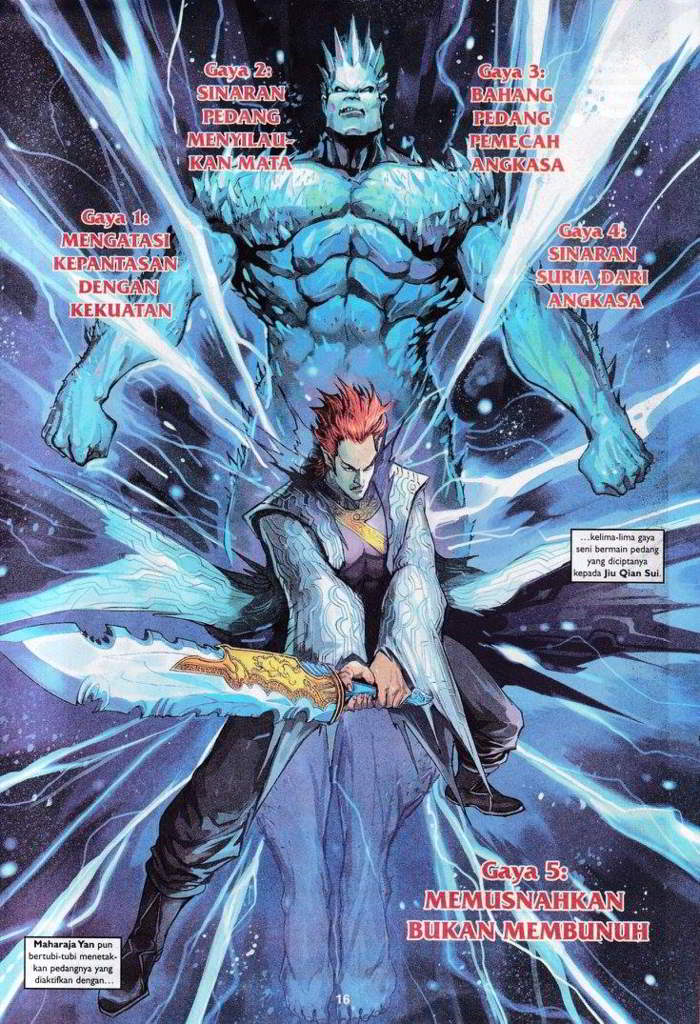 Gaya 1:
MENGATASI
KEPANTASAN
DENGAN
KEKUATAN
Gaya 2:
SINARAN
PEDANG
MENYILAU-
KAN MATA
Gaya 3:
BAHANG
PEDANG
PEMECAH
ANGKASA
Gaya 4:
SINARAN
SURIA DARI
ANGKASA
...kelima-lima gaya
seni bermain pedang
yang diciptanya
kepada Jiu Qian Sui.
Gaya 5:
MEMUSNAHKAN
BUKAN MEMBUNUH
Maharaja Yan pun
bertubi-tubi menetak-
kan pedangnya yang
diaktifkan dengan...
16